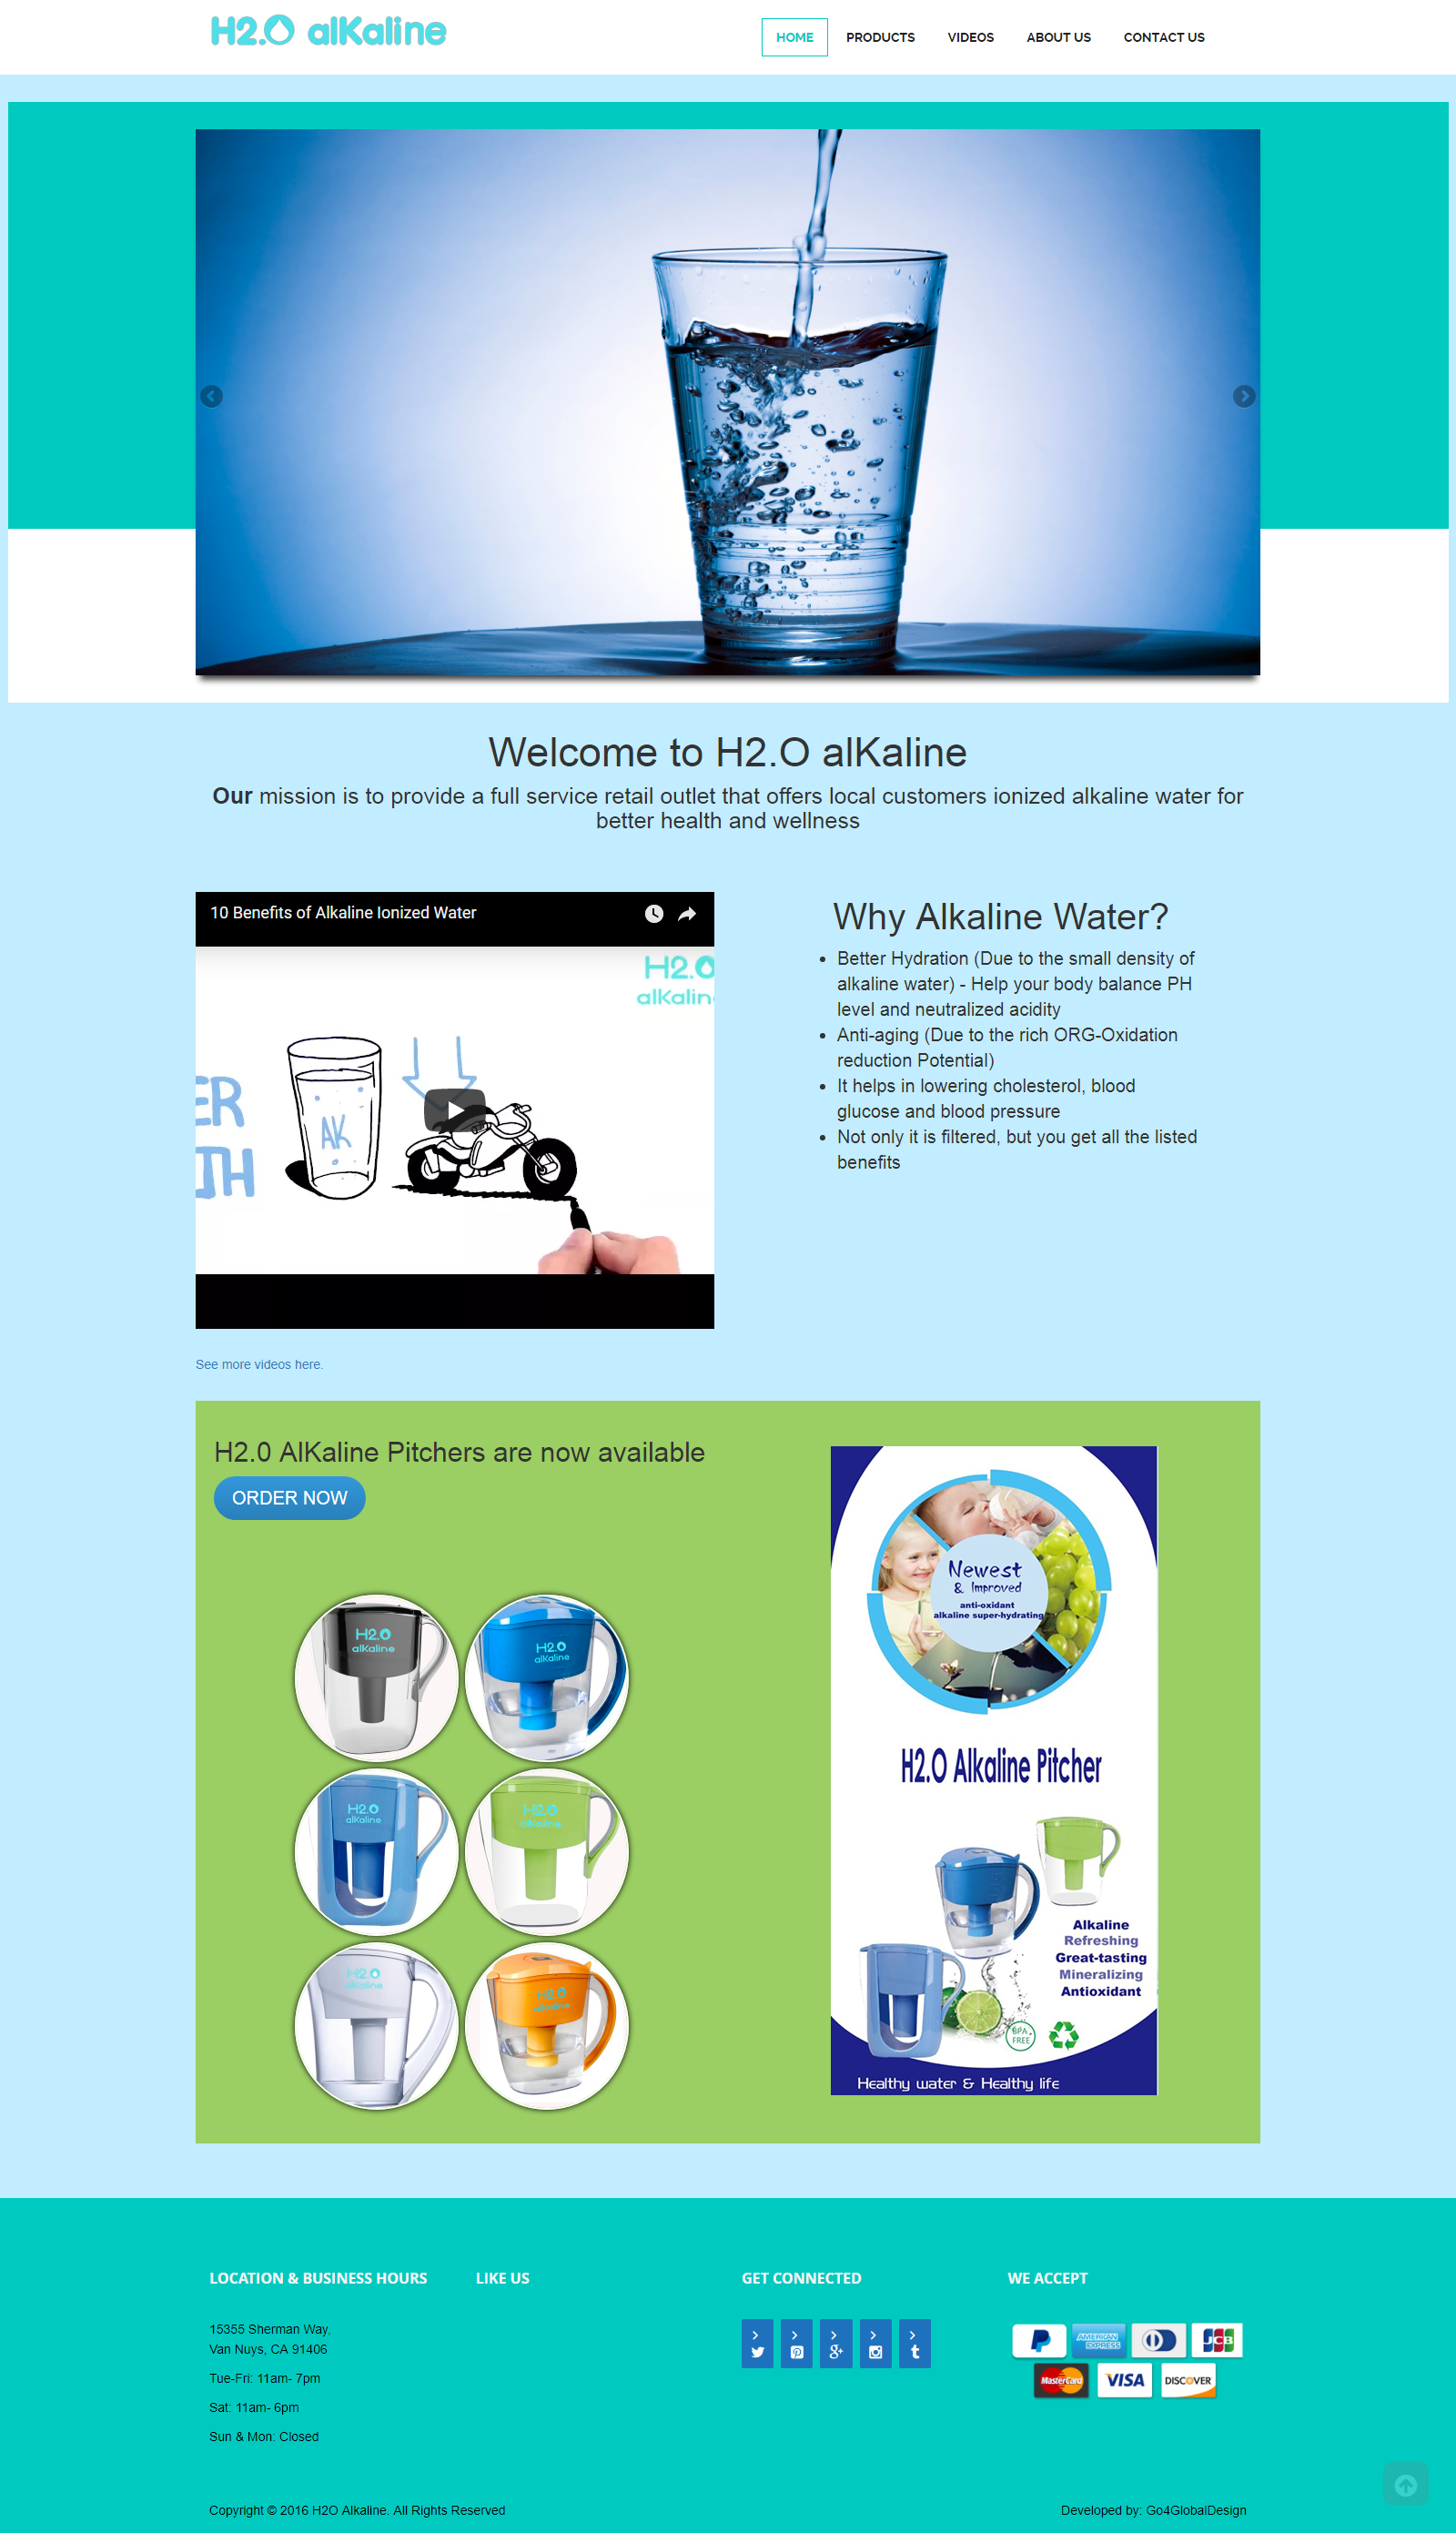 H2.O alKaline
HOME PRODUCTS VIDEOS ABOUT US CONTACT US
Welcome to H2.O alKaline
Our mission is to provide a full service retail outlet that offers local customers ionized alkaline water for
better health and wellness
10 Benefits of Alkaline Ionized Water
H2.O
alKalin
ER
TH
AK
Why Alkaline Water?
Better Hydration (Due to the small density of
alkaline water) - Help your body balance PH
level and neutralized acidity
Anti-aging (Due to the rich ORG-Oxidation
reduction Potential)
It helps in lowering cholesterol, blood
glucose and blood pressure
Not only it is filtered, but you get all the listed
benefits
See more videos here.
H2.0 AlKaline Pitchers are now available
ORDER NOW
H2.O
alKaline
H2.O
alKaline
H2.O
alKaline
H2.O
alKaline
H2.O
alKaline
H2.O
alKaline
Newest
& Improved
anti-oxidant
alkaline super-hydrating
H2.O Alkaline Pitcher
Alkaline
Refreshing
Great-tasting
Mineralizing
Antioxidant
BPA
FREE
Healthy water & Healthy life
LOCATION & BUSINESS HOURS
15355 Sherman Way,
Van Nuys, CA 91406
Tue-Fri: 11am- 7pm
Sat: 11am- 6pm
Sun & Mon: Closed
LIKE US
GET CONNECTED
WE ACCEPT
AMERICAN
EXPRESS
JCB
MasterCard
VISA
DISCOVER
Copyright © 2016 H2O Alkaline. All Rights Reserved
Developed by: Go4GlobalDesign